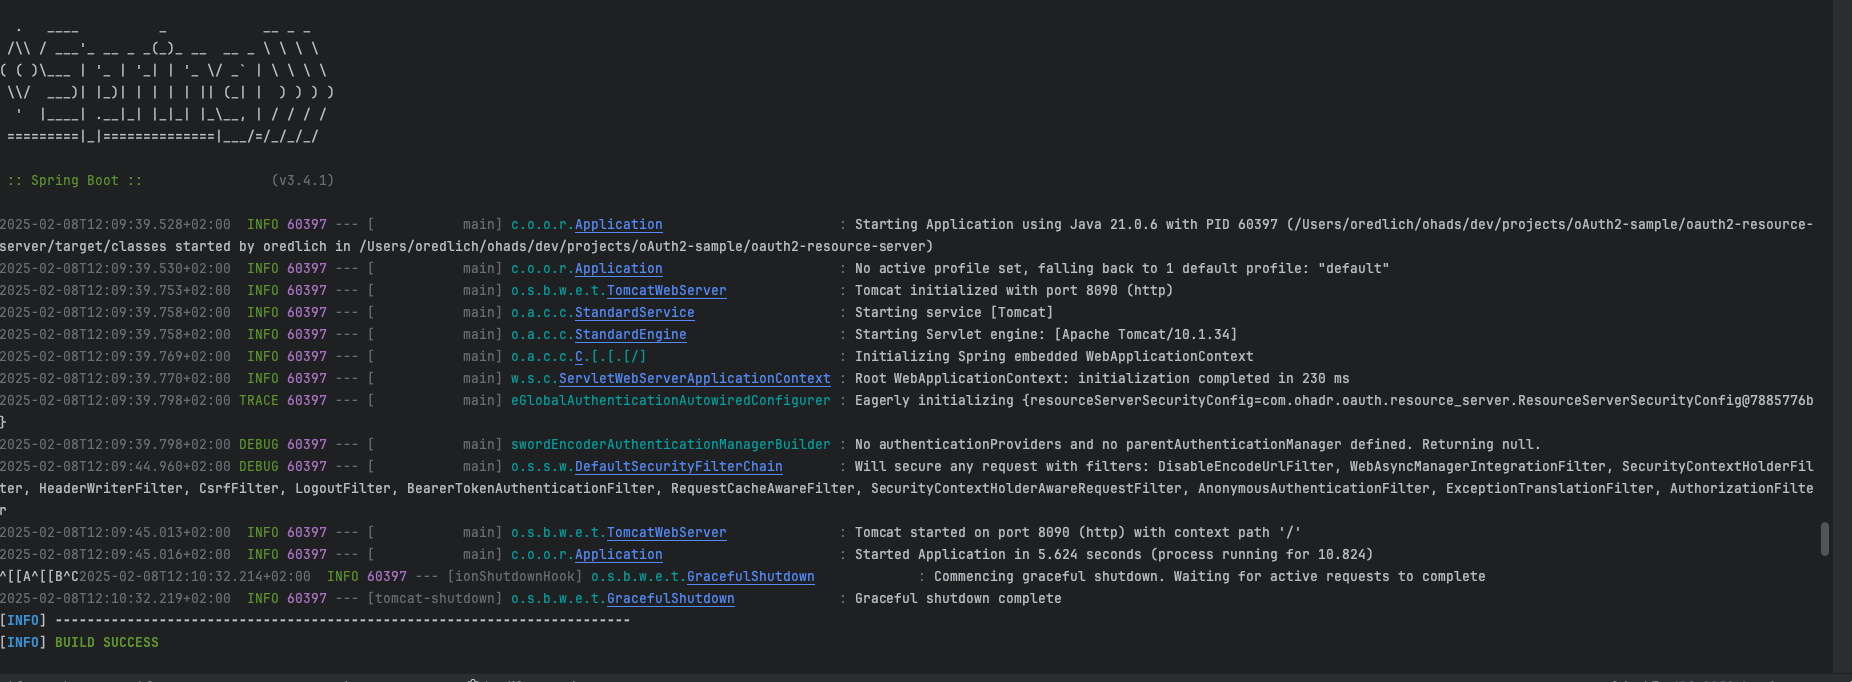 .   ____          _            __ _ _
 /\\ / ___'_ __ _ _(_)_ __  __ _ \ \ \ \
( ( )\___ | '_ | '_| | '_ \/ _` | \ \ \ \
 \\/  ___)| |_)| | | | | || (_| |  ) ) ) )
  '  |____| .__|_| |_|_| |_\__, | / / / /
 =========|_|==============|___/=/_/_/_/
 :: Spring Boot ::                (v3.4.1)
2025-02-08T12:09:39.528+02:00  INFO 60397 --- [           main] c.o.o.r.Application                      : Starting Application using Java 21.0.6 with PID 60397 (/Users/oredlich/ohads/dev/projects/oAuth2-sample/oauth2-resource-
server/target/classes started by oredlich in /Users/oredlich/ohads/dev/projects/oAuth2-sample/oauth2-resource-server)
2025-02-08T12:09:39.530+02:00  INFO 60397 --- [           main] c.o.o.r.Application                      : No active profile set, falling back to 1 default profile: "default"
2025-02-08T12:09:39.753+02:00  INFO 60397 --- [           main] o.s.b.w.e.t.TomcatWebServer              : Tomcat initialized with port 8090 (http)
2025-02-08T12:09:39.758+02:00  INFO 60397 --- [           main] o.a.c.c.StandardService                  : Starting service [Tomcat]
2025-02-08T12:09:39.758+02:00  INFO 60397 --- [           main] o.a.c.c.StandardEngine                   : Starting Servlet engine: [Apache Tomcat/10.1.34]
2025-02-08T12:09:39.769+02:00  INFO 60397 --- [           main] o.a.c.c.C.[.[.[/]                        : Initializing Spring embedded WebApplicationContext
2025-02-08T12:09:39.770+02:00  INFO 60397 --- [           main] w.s.c.ServletWebServerApplicationContext : Root WebApplicationContext: initialization completed in 230 ms
2025-02-08T12:09:39.798+02:00 TRACE 60397 --- [           main] eGlobalAuthenticationAutowiredConfigurer : Eagerly initializing {resourceServerSecurityConfig=com.ohadr.oauth.resource_server.ResourceServerSecurityConfig@7885776b
}
2025-02-08T12:09:39.798+02:00 DEBUG 60397 --- [           main] swordEncoderAuthenticationManagerBuilder : No authenticationProviders and no parentAuthenticationManager defined. Returning null.
2025-02-08T12:09:44.960+02:00 DEBUG 60397 --- [           main] o.s.s.w.DefaultSecurityFilterChain       : Will secure any request with filters: DisableEncodeUrlFilter, WebAsyncManagerIntegrationFilter, SecurityContextHolderFil
ter, HeaderWriterFilter, CsrfFilter, LogoutFilter, BearerTokenAuthenticationFilter, RequestCacheAwareFilter, SecurityContextHolderAwareRequestFilter, AnonymousAuthenticationFilter, ExceptionTranslationFilter, AuthorizationFilte
r
2025-02-08T12:09:45.013+02:00  INFO 60397 --- [           main] o.s.b.w.e.t.TomcatWebServer              : Tomcat started on port 8090 (http) with context path '/'
2025-02-08T12:09:45.016+02:00  INFO 60397 --- [           main] c.o.o.r.Application                      : Started Application in 5.624 seconds (process running for 10.824)
^[[A^[[B^C2025-02-08T12:10:32.214+02:00  INFO 60397 --- [ionShutdownHook] o.s.b.w.e.t.GracefulShutdown             : Commencing graceful shutdown. Waiting for active requests to complete
2025-02-08T12:10:32.219+02:00  INFO 60397 --- [tomcat-shutdown] o.s.b.w.e.t.GracefulShutdown             : Graceful shutdown complete
[INFO] ------------------------------------------------------------------------
[INFO] BUILD SUCCESS